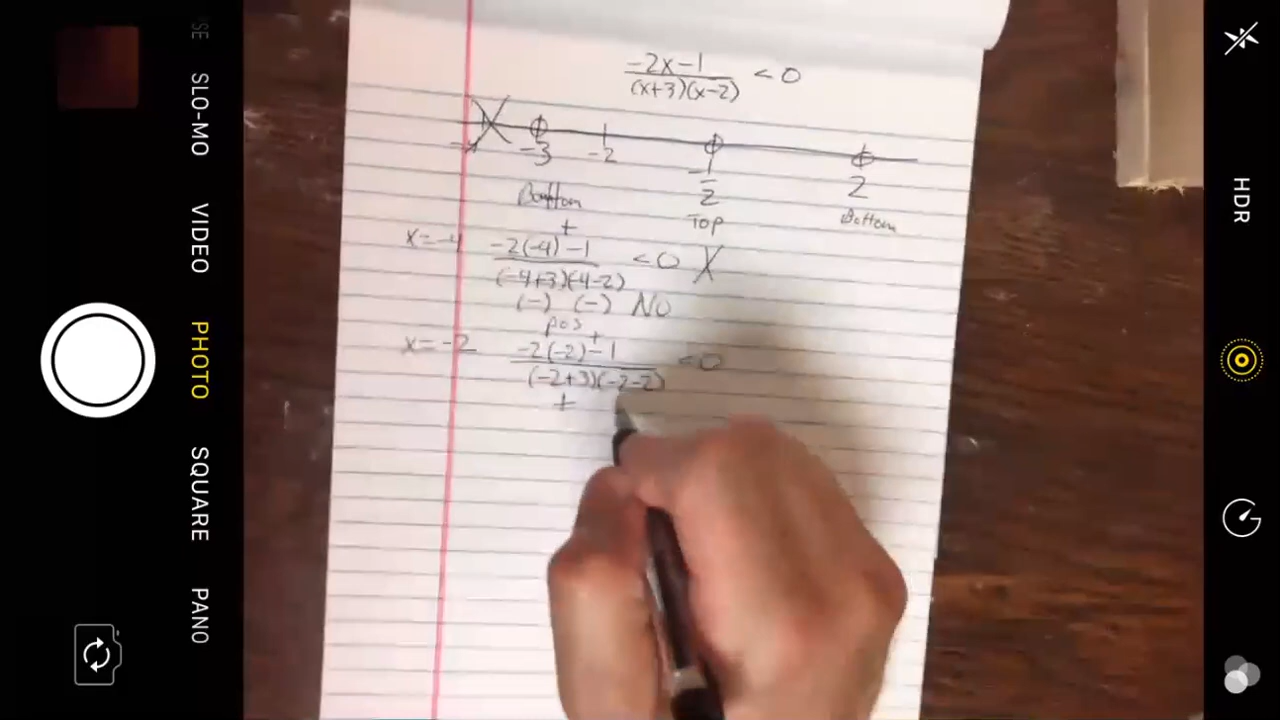 SE
SLO-MO
VIDEO
PHOTO
SQUARE
PANO
HDR
-2x-1
(x+3)(x-2) < 0
-4 -3 -2 -1/2 2
Bottom Top Bottom
+
x=-4 -2(-4)-1 < 0 X
(-4+3)(-4-2)
(-) (-) No
pos +
x=-2 -2(-2)-1 < 0
(-2+3)(-2-2)
+